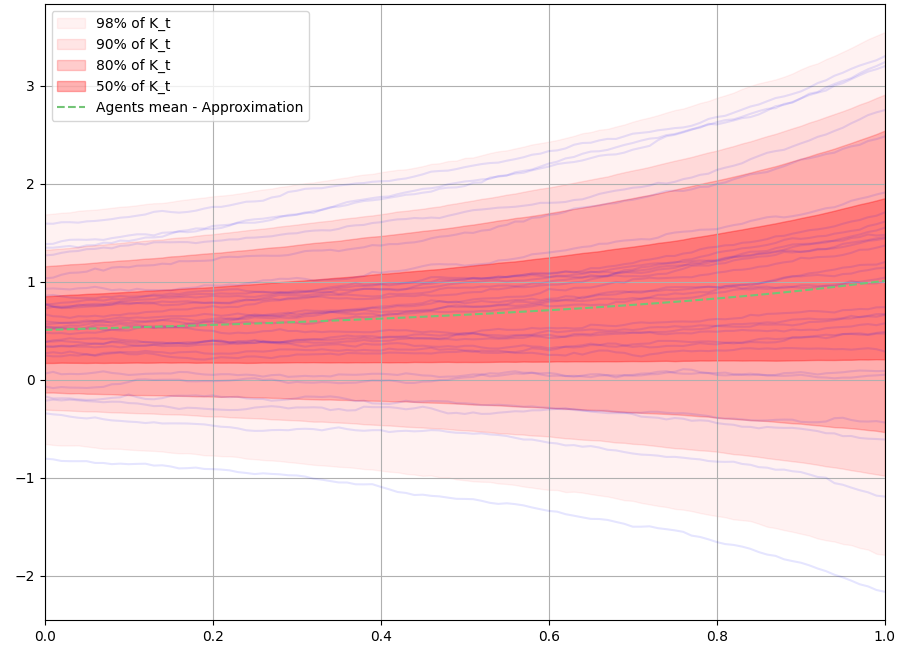 98% of K_t
90% of K_t
80% of K_t
50% of K_t
Agents mean - Approximation
3
2
1
0
−1
−2
0.0 0.2 0.4 0.6 0.8 1.0